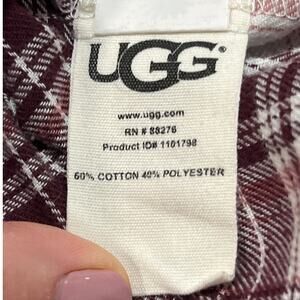 UGG
www.ugg.com
RN # 88276
Product ID# 1101798
60% COTTON 40% POLYESTER